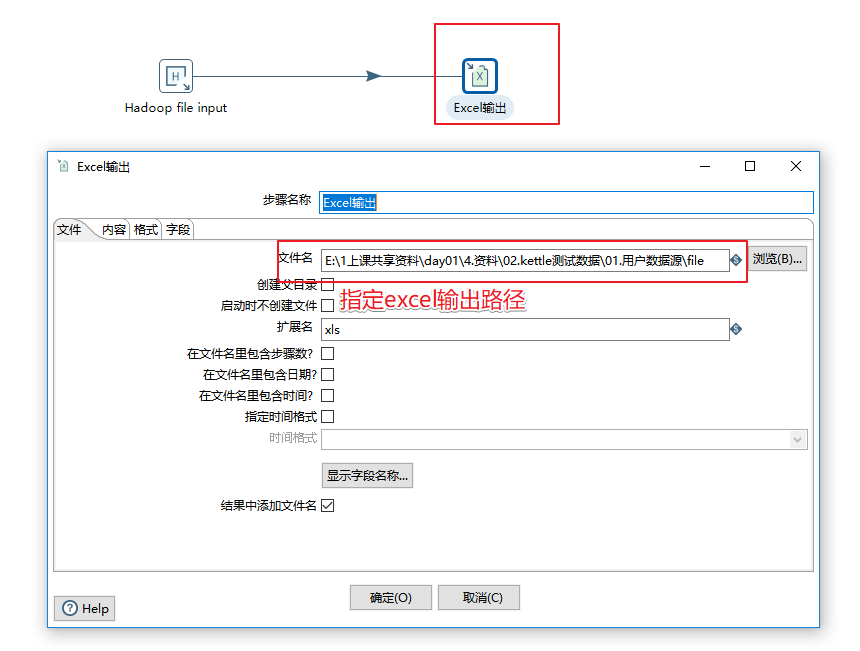 H
X
Hadoop file input
Excel输出
Excel输出
步骤名称 Excel输出
文件 内容 格式 字段
文件名 E:\1上课共享资料\day01\4.资料\02.kettle测试数据\01.用户数据源\file S 浏览(B)...
创建父目录
指定excel输出路径
启动时不创建文件
扩展名 xls S
在文件名里包含步骤数?
在文件名里包含日期?
在文件名里包含时间?
指定时间格式
时间格式
显示字段名称...
结果中添加文件名
确定(O) 取消(C)
? Help